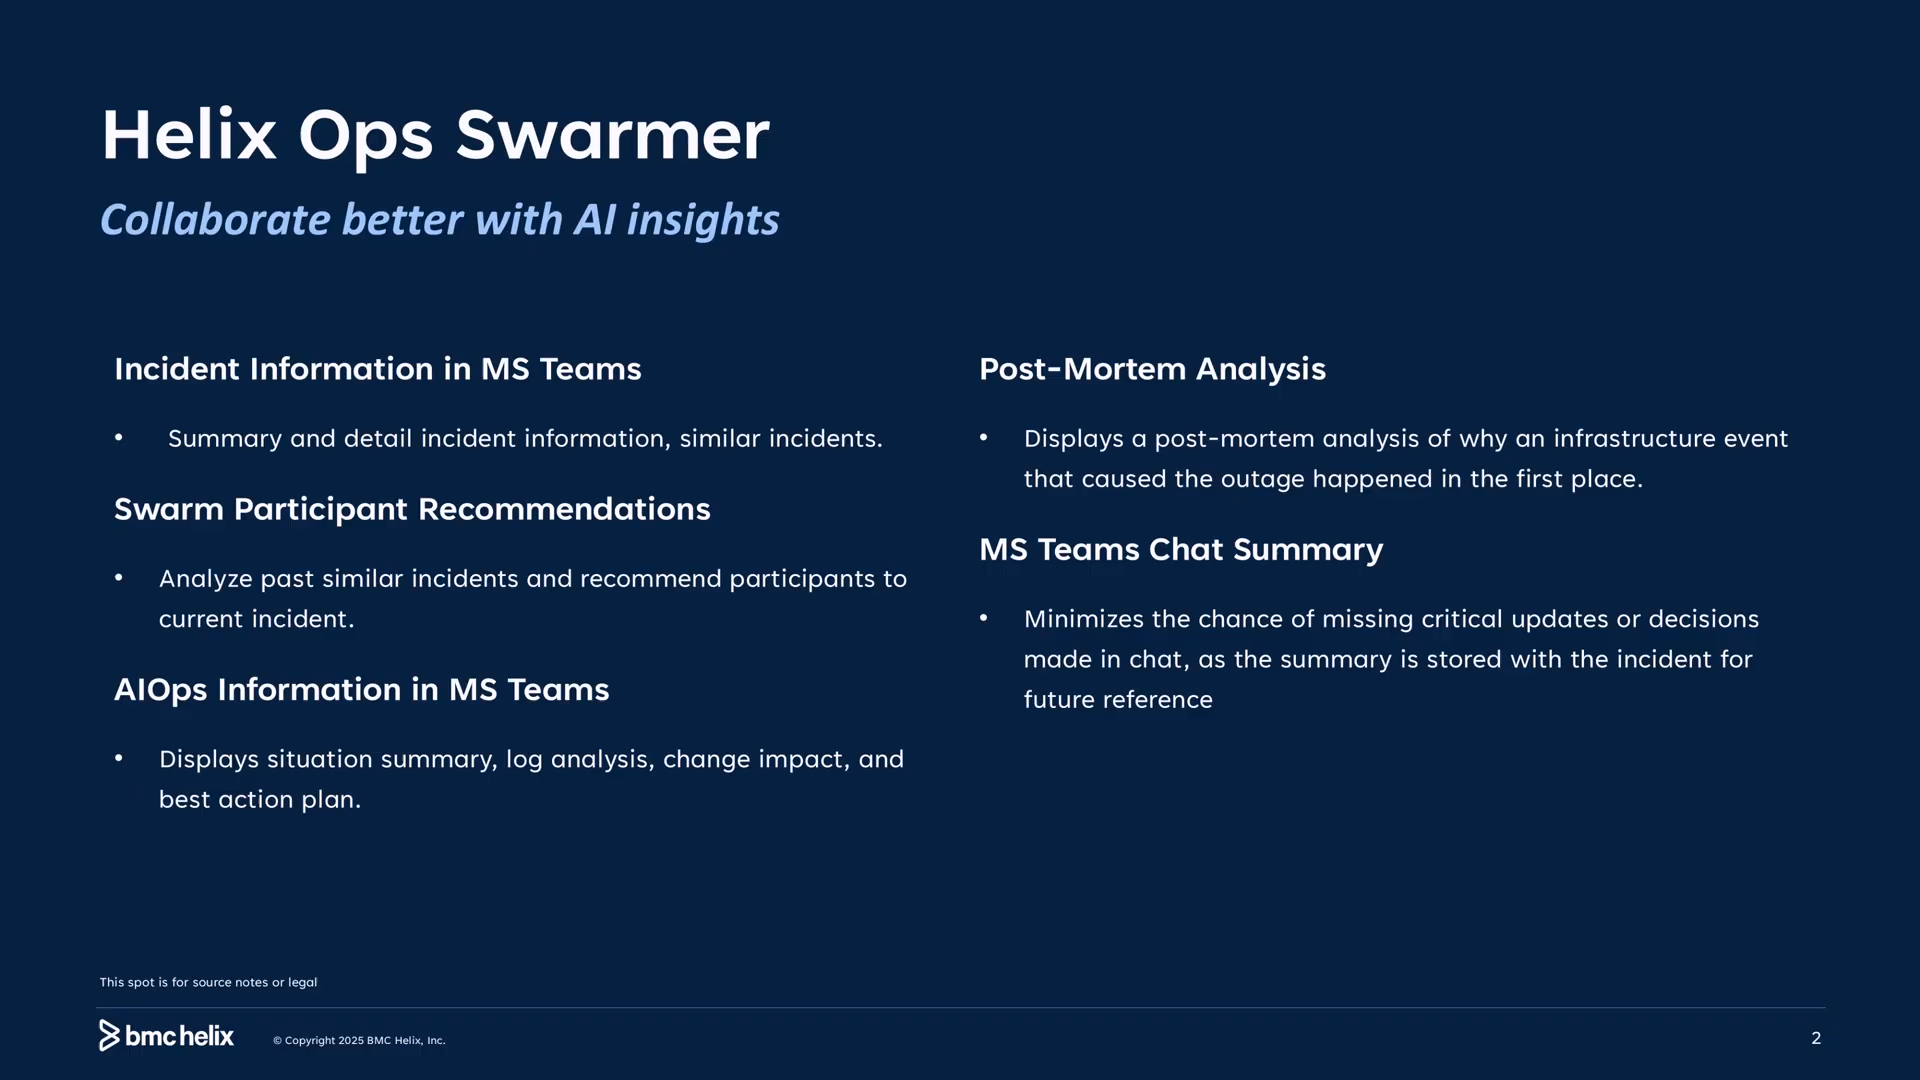 Helix Ops Swarmer
Collaborate better with AI insights
Incident Information in MS Teams
• Summary and detail incident information, similar incidents.
Swarm Participant Recommendations
• Analyze past similar incidents and recommend participants to
current incident.
AIOps Information in MS Teams
• Displays situation summary, log analysis, change impact, and
best action plan.
Post-Mortem Analysis
• Displays a post-mortem analysis of why an infrastructure event
that caused the outage happened in the first place.
MS Teams Chat Summary
• Minimizes the chance of missing critical updates or decisions
made in chat, as the summary is stored with the incident for
future reference
This spot is for source notes or legal
bmc helix
© Copyright 2025 BMC Helix, Inc.
2